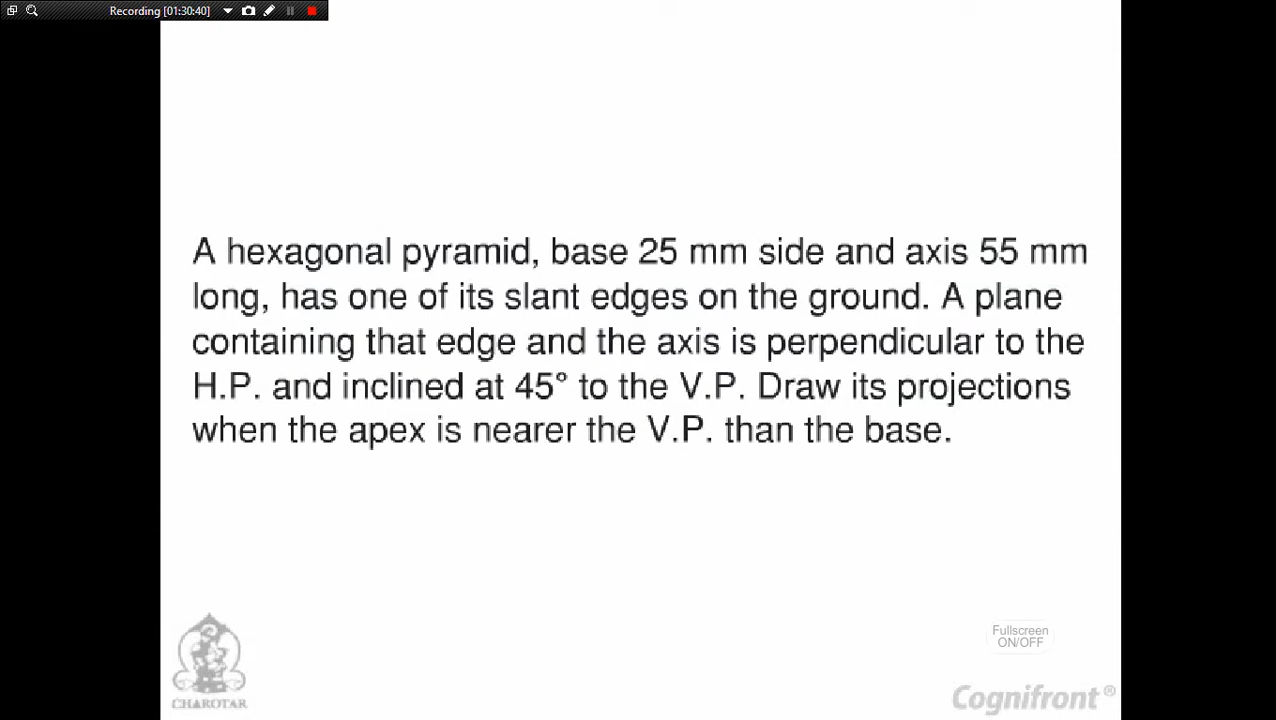 Recording [01:30:40]
A hexagonal pyramid, base 25 mm side and axis 55 mm
long, has one of its slant edges on the ground. A plane
containing that edge and the axis is perpendicular to the
H.P. and inclined at 45° to the V.P. Draw its projections
when the apex is nearer the V.P. than the base.
Fullscreen
ON/OFF
CHAROTAR
Cognifront®